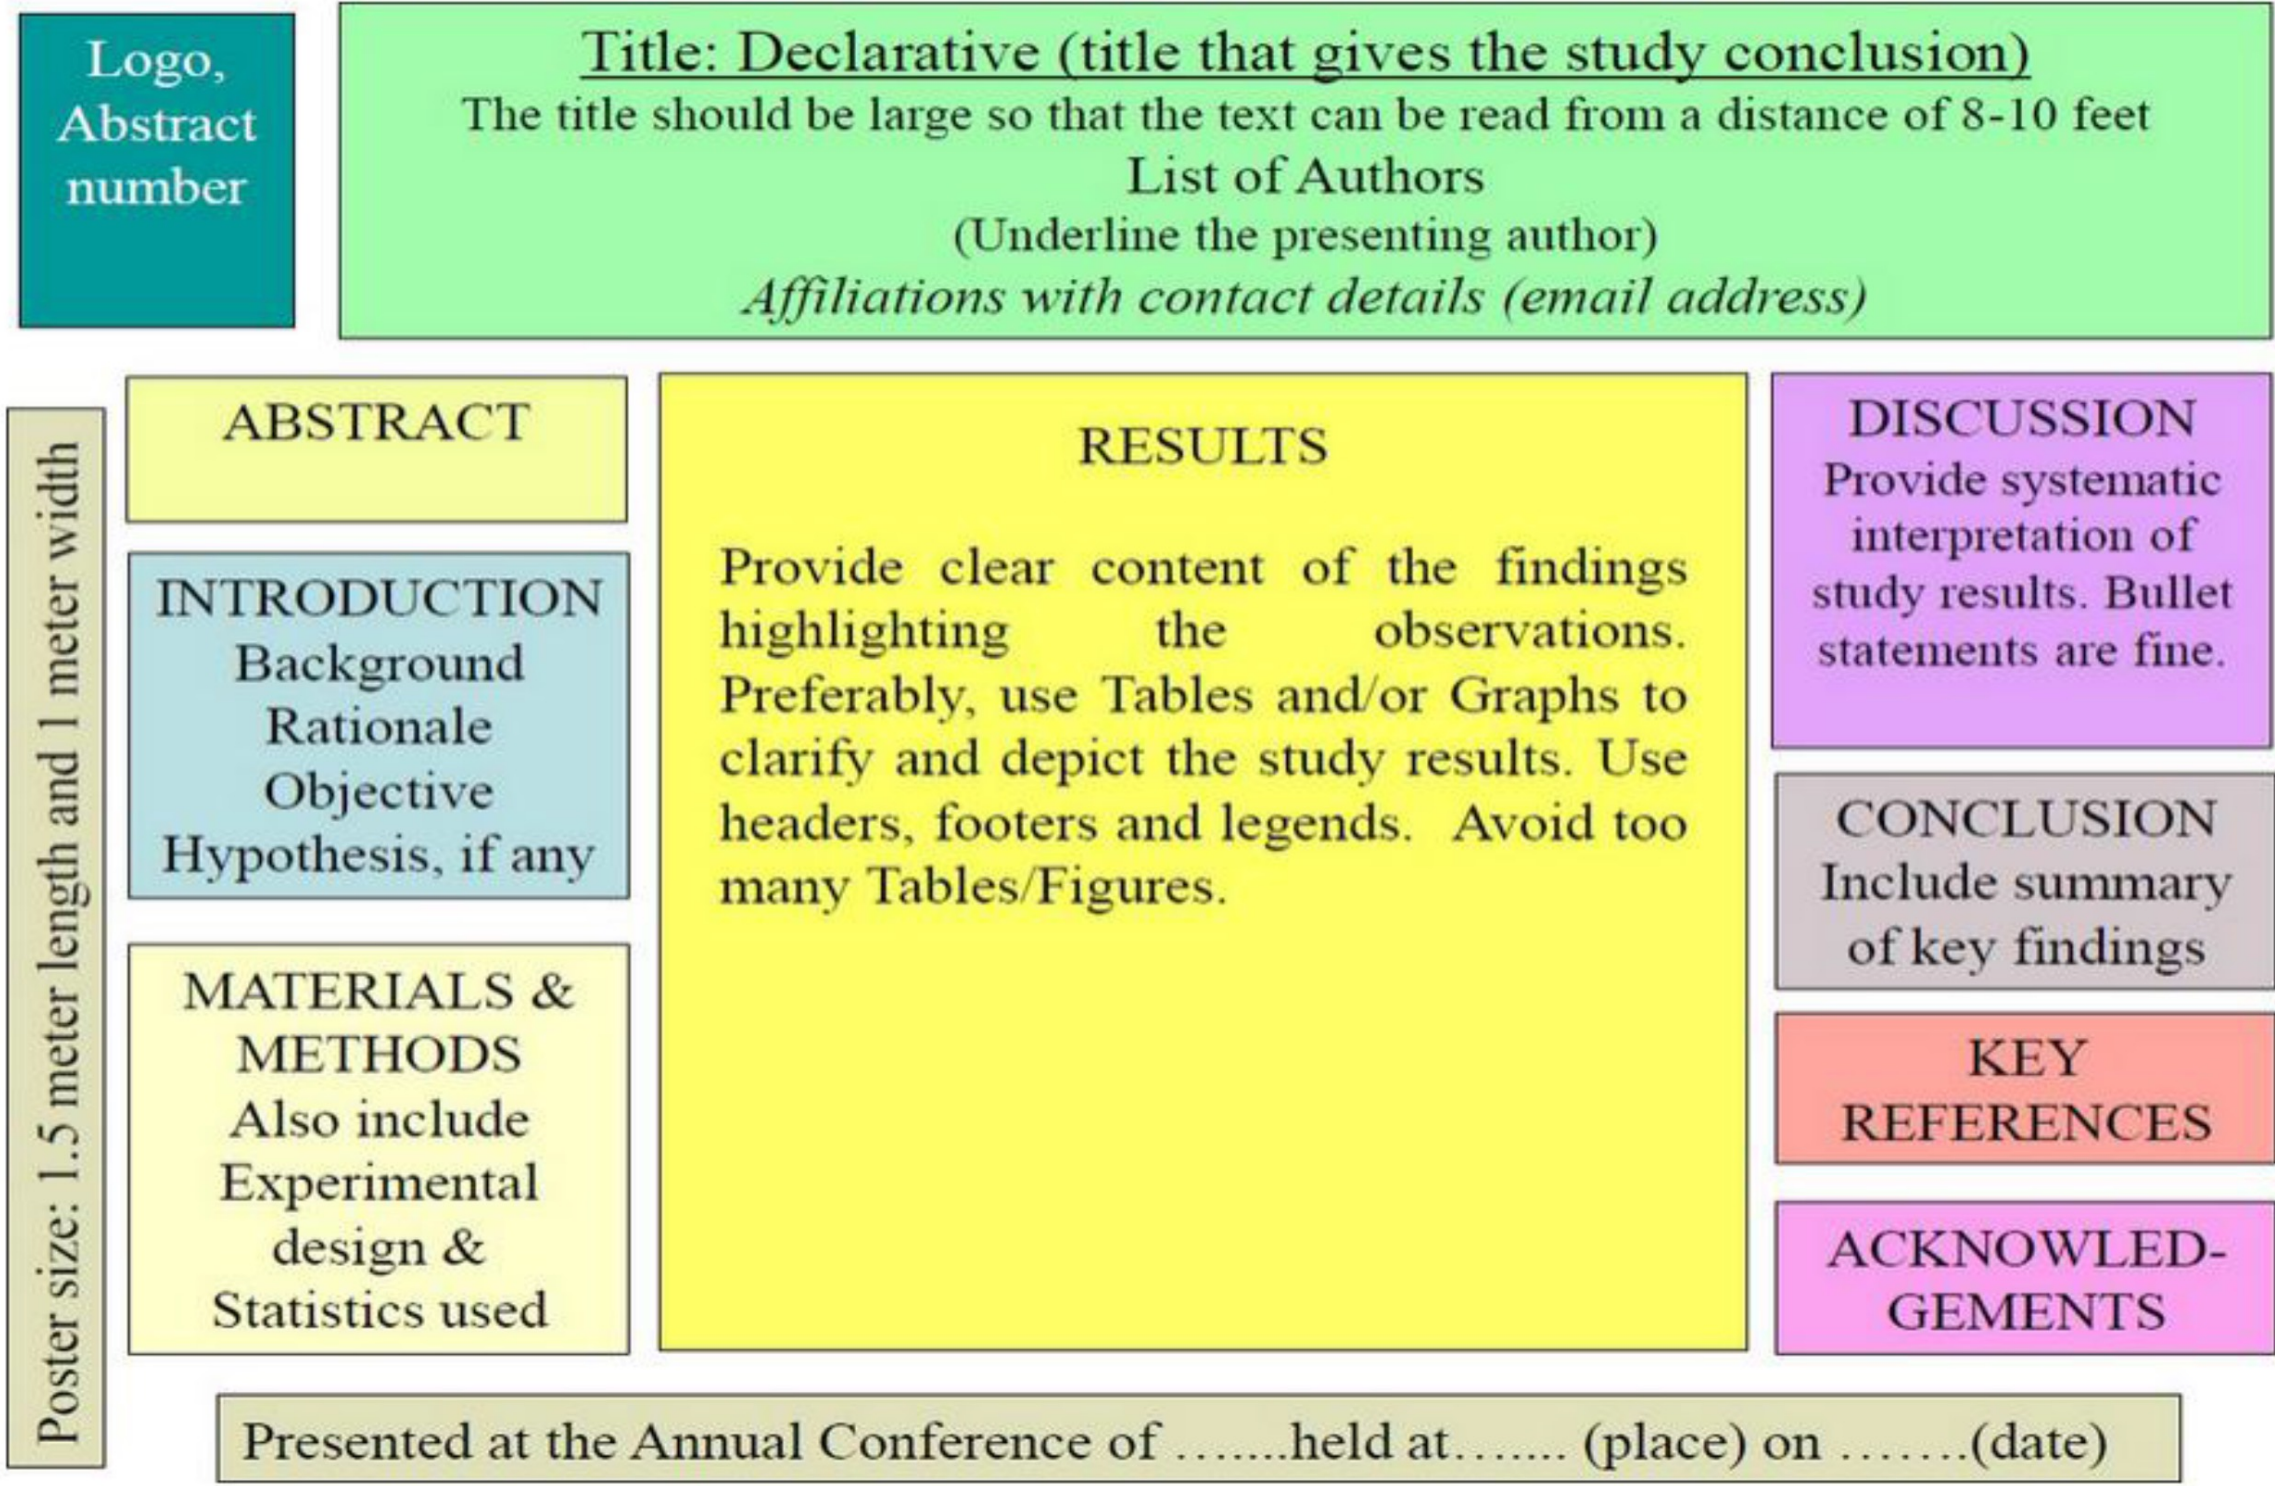 Logo,
Abstract
number
Title: Declarative (title that gives the study conclusion)
The title should be large so that the text can be read from a distance of 8-10 feet
List of Authors
(Underline the presenting author)
Affiliations with contact details (email address)
Poster size: 1.5 meter length and 1 meter width
ABSTRACT
INTRODUCTION
Background
Rationale
Objective
Hypothesis, if any
MATERIALS &
METHODS
Also include
Experimental
design &
Statistics used
RESULTS
Provide clear content of the findings
highlighting the observations.
Preferably, use Tables and/or Graphs to
clarify and depict the study results. Use
headers, footers and legends. Avoid too
many Tables/Figures.
DISCUSSION
Provide systematic
interpretation of
study results. Bullet
statements are fine.
CONCLUSION
Include summary
of key findings
KEY
REFERENCES
ACKNOWLED-
GEMENTS
Presented at the Annual Conference of …....held at…..... (place) on …….(date)